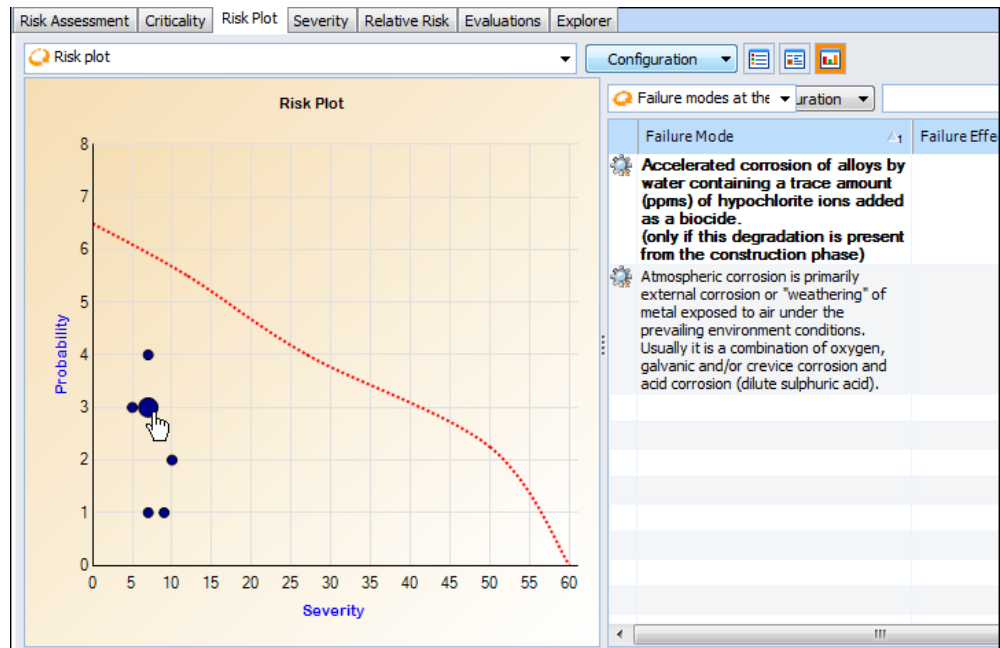 Risk Assessment Criticality Risk Plot Severity Relative Risk Evaluations Explorer
Risk plot
Configuration
Risk Plot
8
7
6
5
4
3
2
1
0
Probability
0 5 10 15 20 25 30 35 40 45 50 55 60
Severity
Failure modes at the
uration
Failure Mode 1 Failure Effe
Accelerated corrosion of alloys by
water containing a trace amount
(ppms) of hypochlorite ions added
as a biocide.
(only if this degradation is present
from the construction phase)
Atmospheric corrosion is primarily
external corrosion or "weathering" of
metal exposed to air under the
prevailing environment conditions.
Usually it is a combination of oxygen,
galvanic and/or crevice corrosion and
acid corrosion (dilute sulphuric acid).